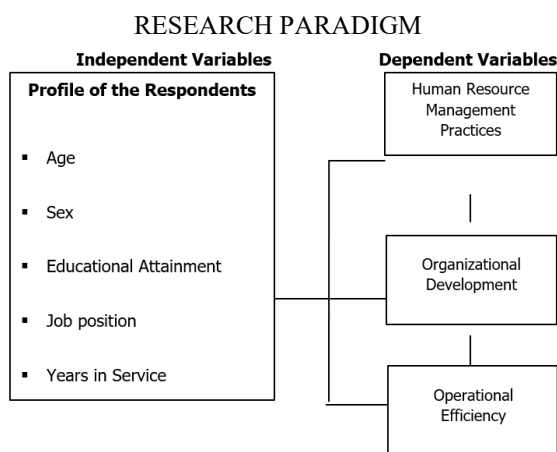 RESEARCH PARADIGM
Independent Variables
Profile of the Respondents
▪ Age
▪ Sex
▪ Educational Attainment
▪ Job position
▪ Years in Service
Dependent Variables
Human Resource
Management
Practices
Organizational
Development
Operational
Efficiency